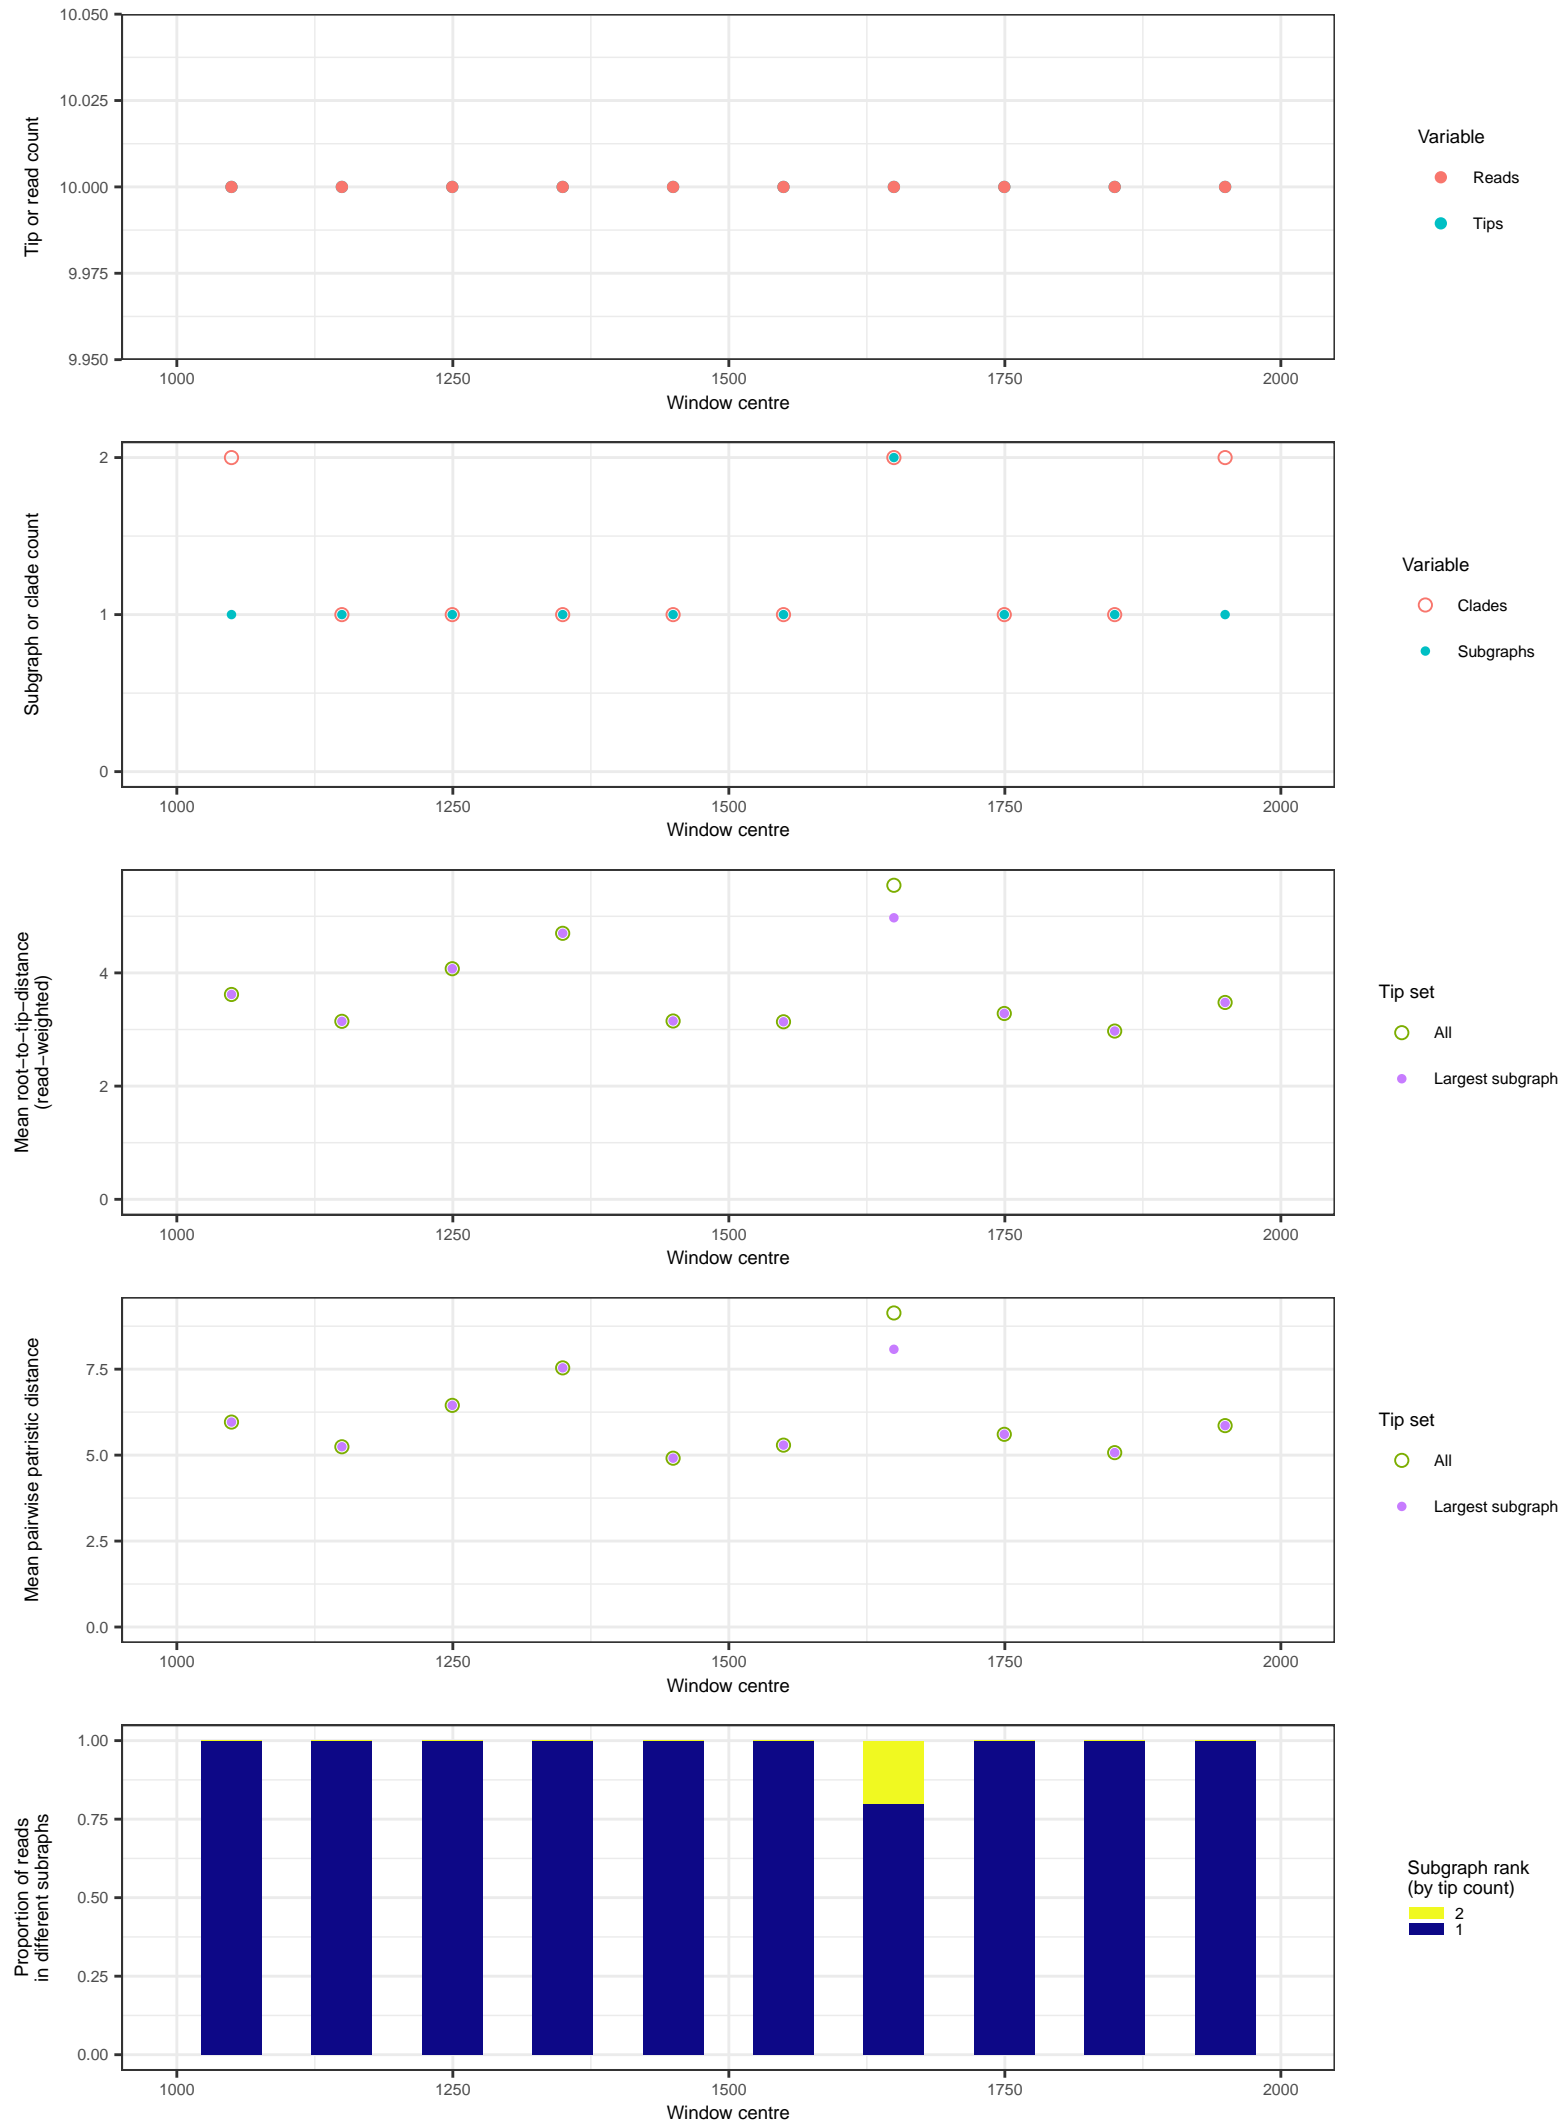 10.050
10.025
10.000
9.975
9.950
Tip or read count
1000 1250 1500 1750 2000
Window centre
Variable
Reads
Tips
2
1
0
Subgraph or clade count
1000 1250 1500 1750 2000
Window centre
Variable
Clades
Subgraphs
4
2
0
Mean root−to−tip−distance
(read−weighted)
1000 1250 1500 1750 2000
Window centre
Tip set
All
Largest subgraph
7.5
5.0
2.5
0.0
Mean pairwise patristic distance
1000 1250 1500 1750 2000
Window centre
Tip set
All
Largest subgraph
1.00
0.75
0.50
0.25
0.00
Proportion of reads
in different subraphs
1000 1250 1500 1750 2000
Window centre
Subgraph rank
(by tip count)
2
1